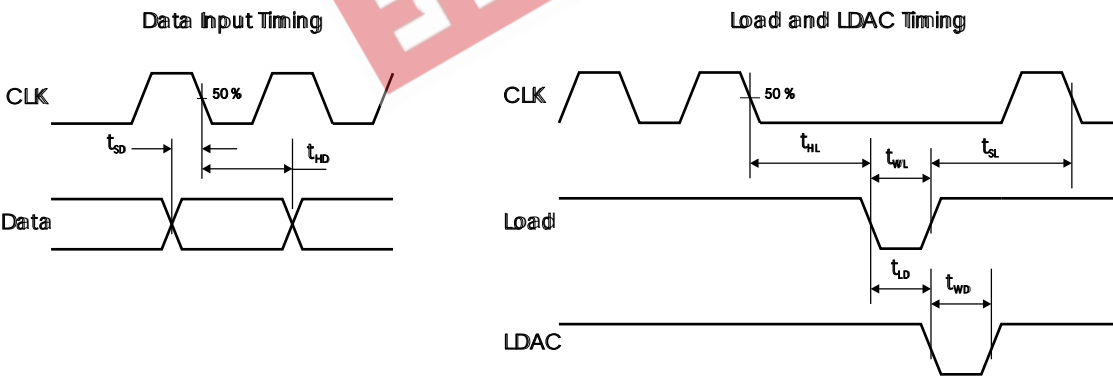 Data Input Timing
CLK
50 %
tSD
tHD
Data
Load and LDAC Timing
CLK
50 %
tHL
tWL
tSL
Load
tLD
tWD
LDAC